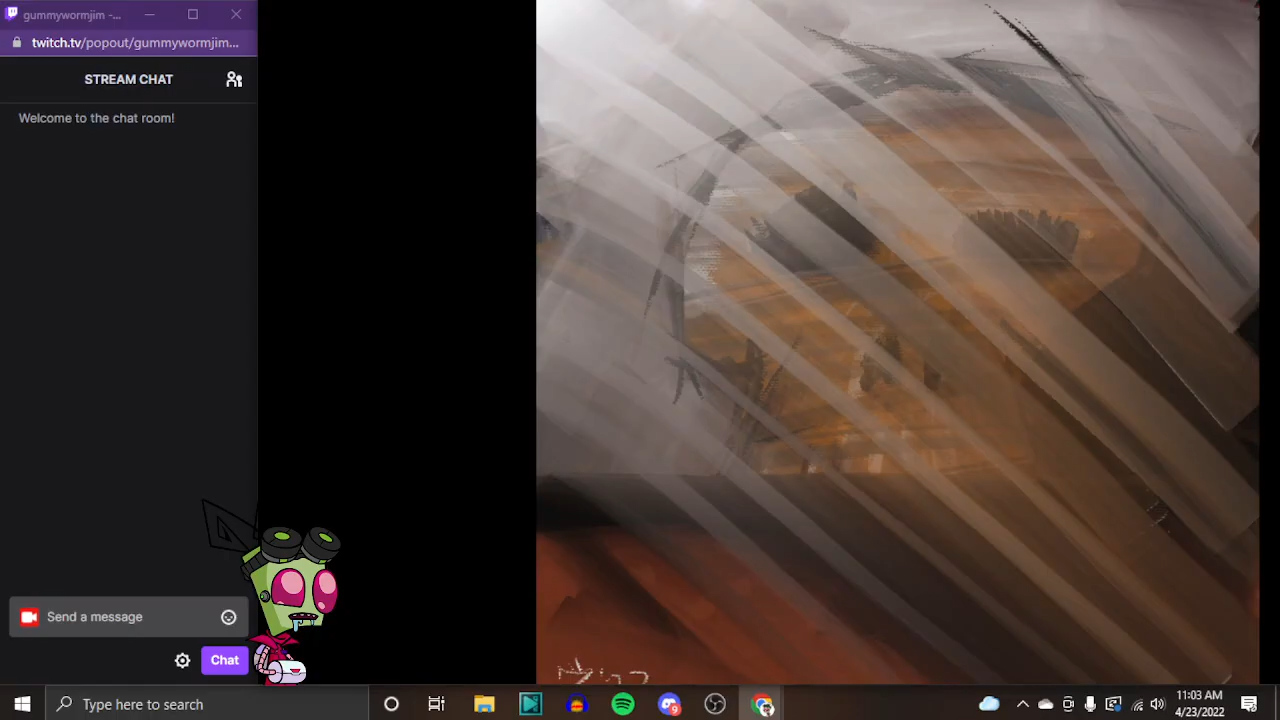 gummywormjim -...
twitch.tv/popout/gummywormjim...
STREAM CHAT
Welcome to the chat room!
Send a message
Chat
Type here to search
9
11:03 AM
4/23/2022